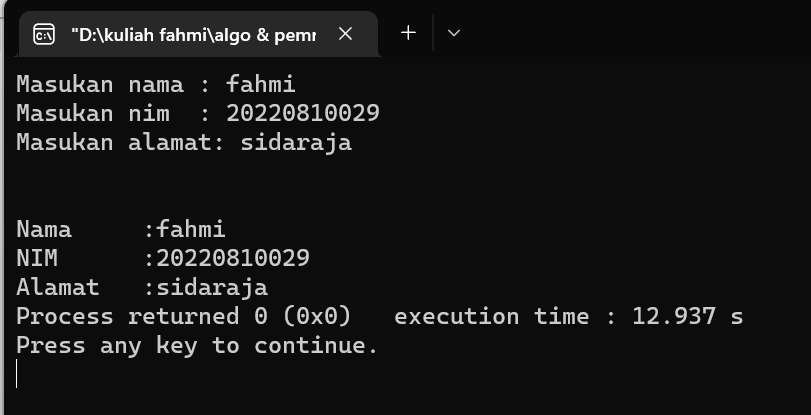 "D:\kuliah fahmi\algo & pemr
Masukan nama : fahmi
Masukan nim  : 20220810029
Masukan alamat: sidaraja
Nama     :fahmi
NIM      :20220810029
Alamat   :sidaraja
Process returned 0 (0x0)   execution time : 12.937 s
Press any key to continue.